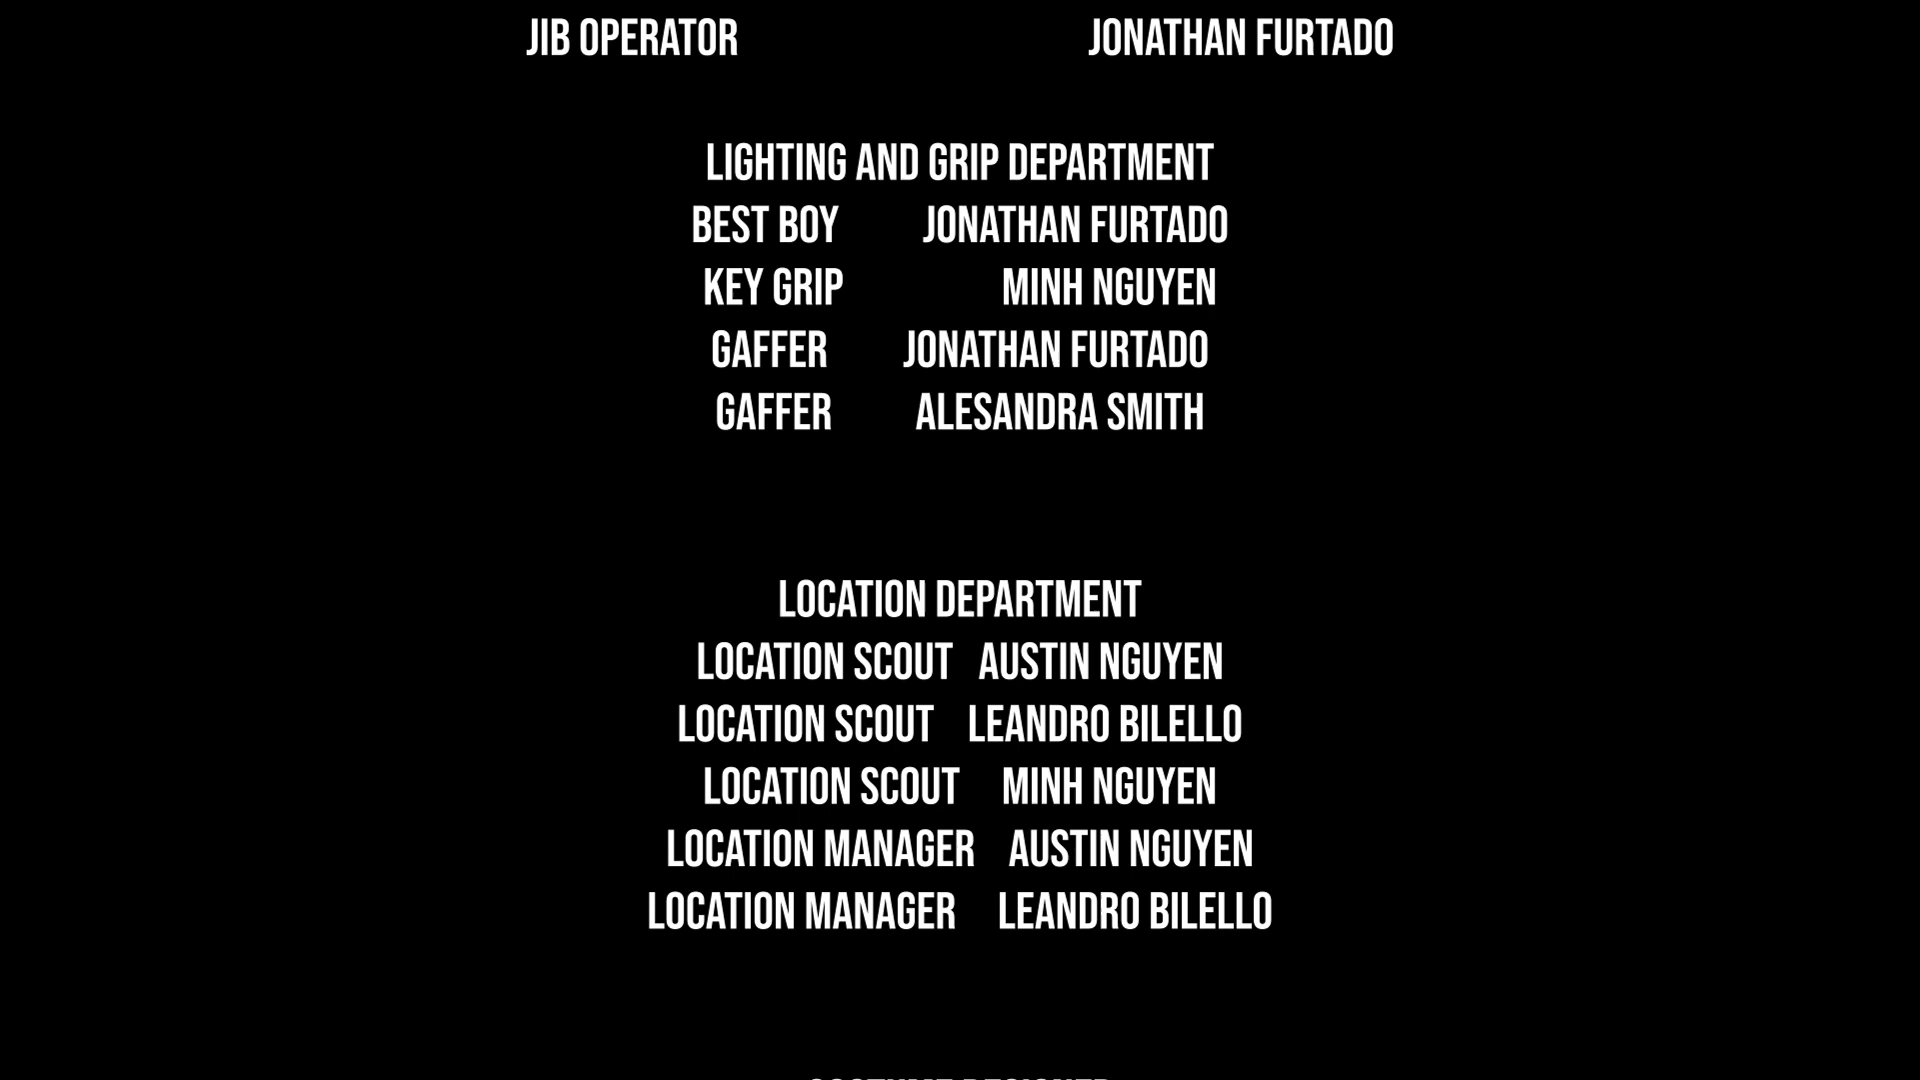 JIB OPERATOR JONATHAN FURTADO
LIGHTING AND GRIP DEPARTMENT
BEST BOY JONATHAN FURTADO
KEY GRIP MINH NGUYEN
GAFFER JONATHAN FURTADO
GAFFER ALESANDRA SMITH
LOCATION DEPARTMENT
LOCATION SCOUT AUSTIN NGUYEN
LOCATION SCOUT LEANDRO BILELLO
LOCATION SCOUT MINH NGUYEN
LOCATION MANAGER AUSTIN NGUYEN
LOCATION MANAGER LEANDRO BILELLO